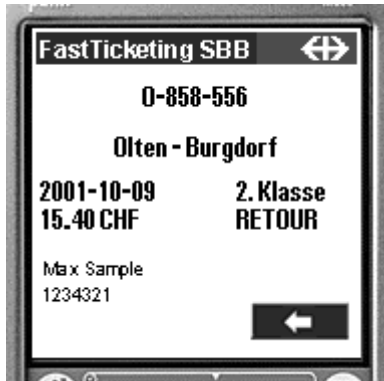 FastTicketing SBB
0-858-556
Olten - Burgdorf
2001-10-09 2. Klasse
15.40 CHF RETOUR
Max Sample
1234321